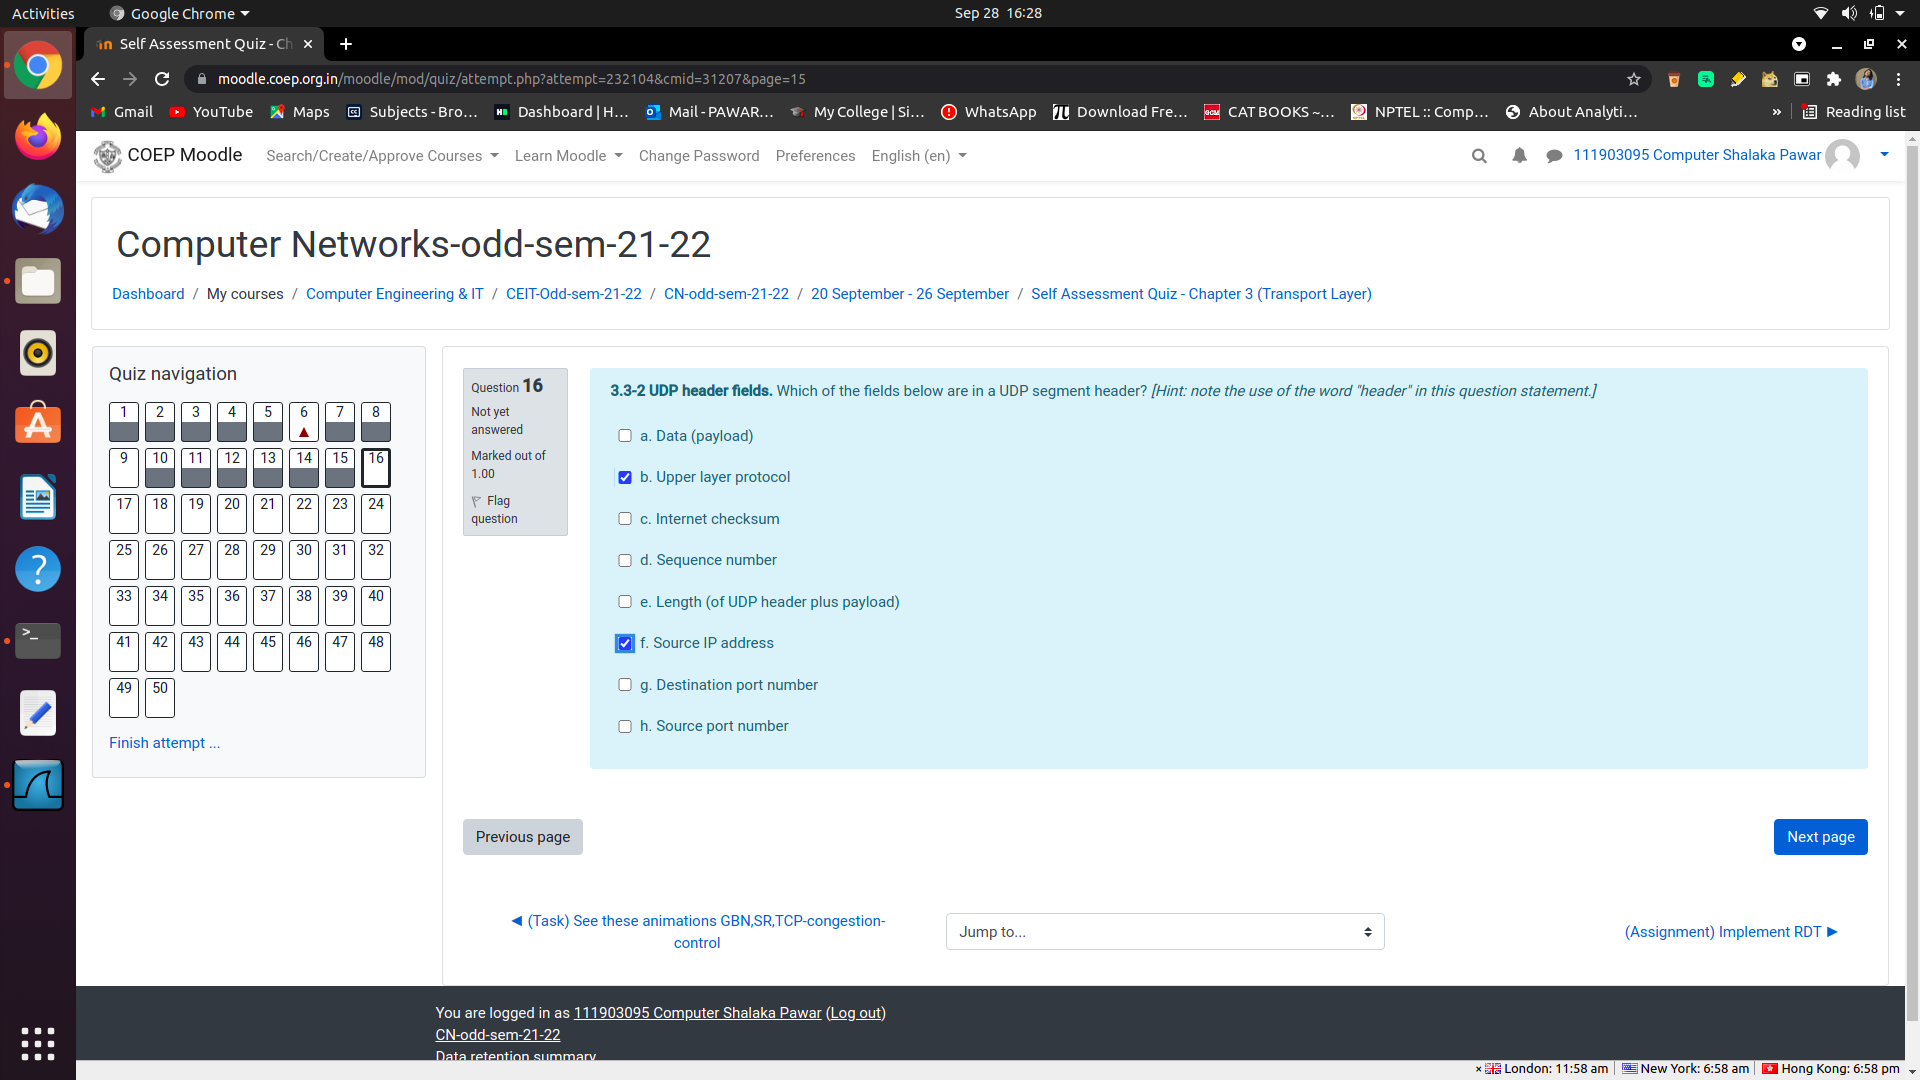 Activities Google Chrome Sep 28 16:28
Self Assessment Quiz - Ch
moodle.coep.org.in/moodle/mod/quiz/attempt.php?attempt=232104&cmid=31207&page=15
Gmail YouTube Maps Subjects - Bro... Dashboard | H... Mail - PAWAR... My College | Si... WhatsApp Download Fre... CAT BOOKS ~... NPTEL :: Comp... About Analyti... » Reading list
COEP Moodle Search/Create/Approve Courses Learn Moodle Change Password Preferences English (en) 111903095 Computer Shalaka Pawar
Computer Networks-odd-sem-21-22
Dashboard / My courses / Computer Engineering & IT / CEIT-Odd-sem-21-22 / CN-odd-sem-21-22 / 20 September - 26 September / Self Assessment Quiz - Chapter 3 (Transport Layer)
Quiz navigation
1 2 3 4 5 6 7 8
9 10 11 12 13 14 15 16
17 18 19 20 21 22 23 24
25 26 27 28 29 30 31 32
33 34 35 36 37 38 39 40
41 42 43 44 45 46 47 48
49 50
Finish attempt ...
Question 16
Not yet
answered
Marked out of
1.00
Flag
question
3.3-2 UDP header fields. Which of the fields below are in a UDP segment header? [Hint: note the use of the word "header" in this question statement.]
a. Data (payload)
b. Upper layer protocol
c. Internet checksum
d. Sequence number
e. Length (of UDP header plus payload)
f. Source IP address
g. Destination port number
h. Source port number
Previous page
Next page
◄ (Task) See these animations GBN,SR,TCP-congestion-
control
Jump to...
(Assignment) Implement RDT ►
You are logged in as 111903095 Computer Shalaka Pawar (Log out)
CN-odd-sem-21-22
Data retention summary
× London: 11:58 am New York: 6:58 am Hong Kong: 6:58 pm